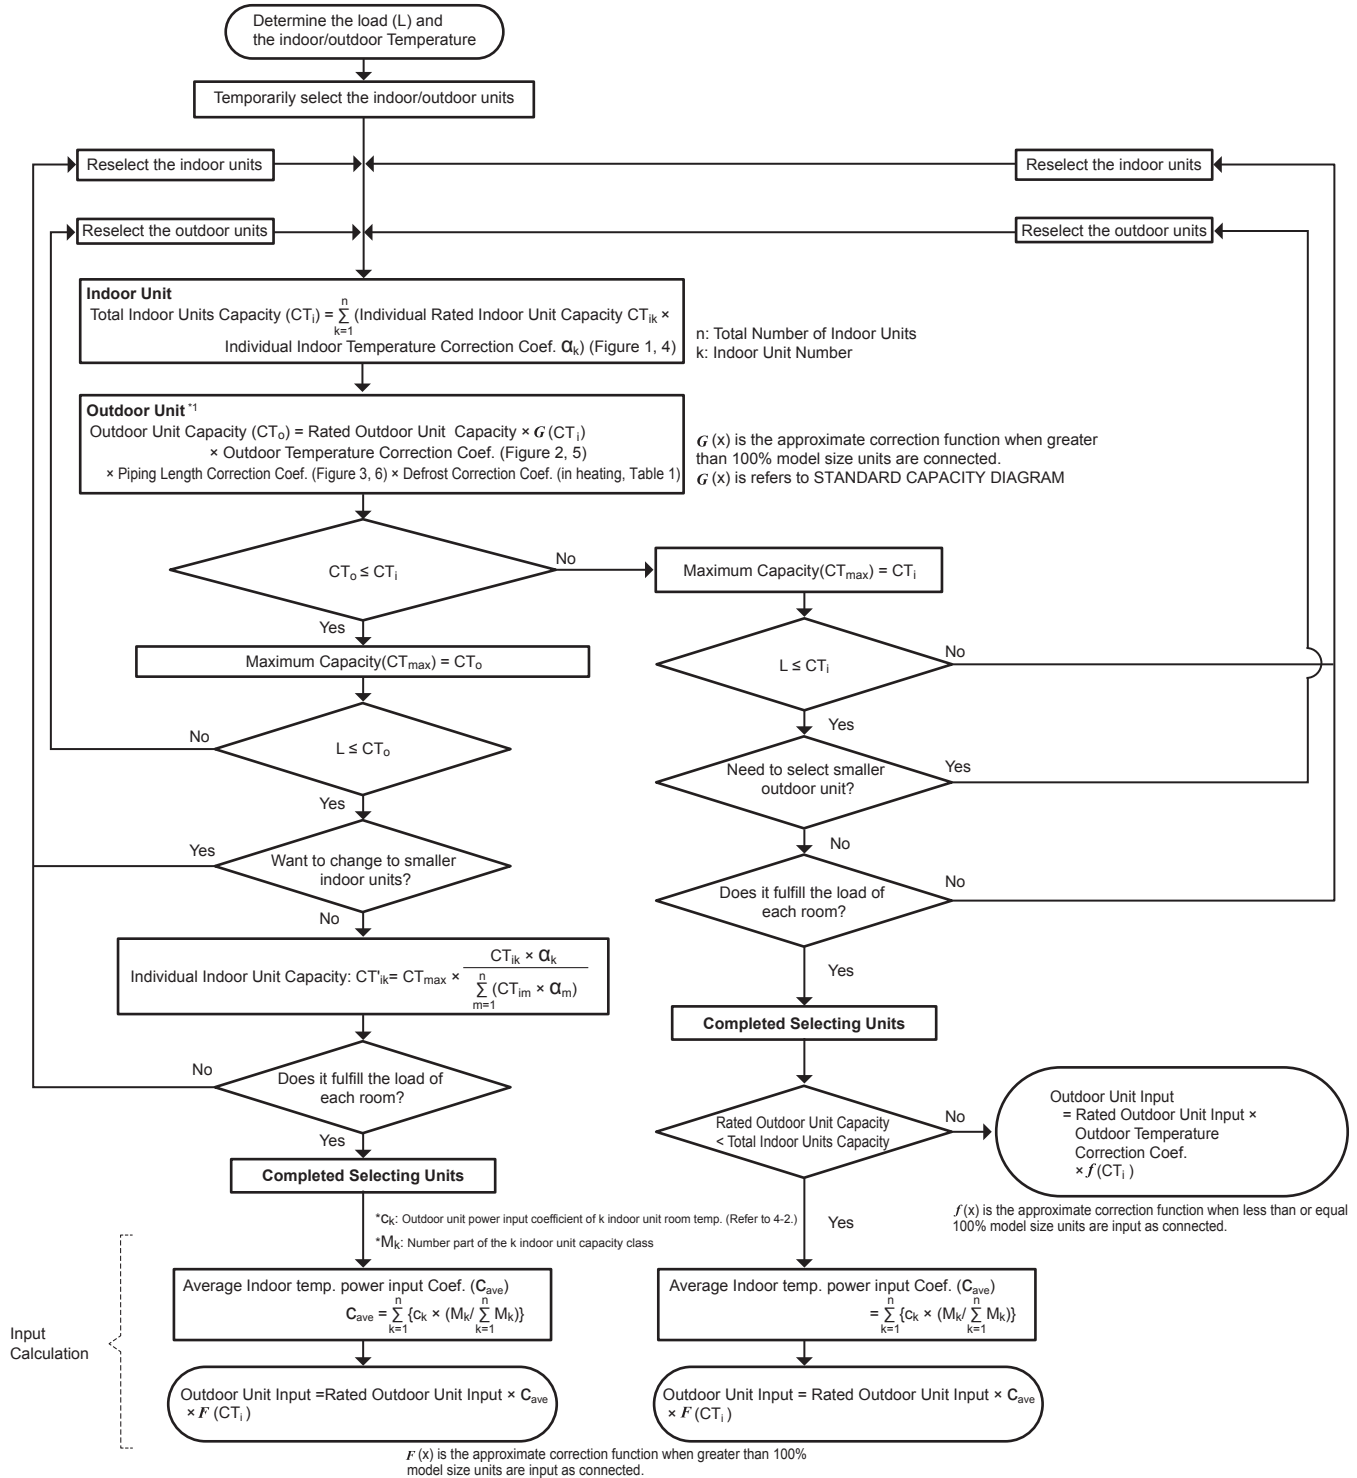 Determine the load (L) and
the indoor/outdoor Temperature
Temporarily select the indoor/outdoor units
Reselect the indoor units
Reselect the indoor units
Reselect the outdoor units
Reselect the outdoor units
Indoor Unit
Total Indoor Units Capacity (CTi) = n Σ k=1 (Individual Rated Indoor Unit Capacity CTik ×
Individual Indoor Temperature Correction Coef. αk) (Figure 1, 4)
n: Total Number of Indoor Units
k: Indoor Unit Number
Outdoor Unit *1
Outdoor Unit Capacity (CTo) = Rated Outdoor Unit Capacity × G (CTi)
× Outdoor Temperature Correction Coef. (Figure 2, 5)
× Piping Length Correction Coef. (Figure 3, 6) × Defrost Correction Coef. (in heating, Table 1)
G (x) is the approximate correction function when greater
than 100% model size units are connected.
G (x) is refers to STANDARD CAPACITY DIAGRAM
CTo ≤ CTi
No
Maximum Capacity(CTmax) = CTi
Yes
Maximum Capacity(CTmax) = CTo
L ≤ CTi
No
Yes
L ≤ CTo
No
Yes
Need to select smaller
outdoor unit?
Yes
No
Want to change to smaller
indoor units?
Yes
No
Does it fulfill the load of
each room?
No
Yes
Individual Indoor Unit Capacity: CT'ik= CTmax × CTik × αk / n Σ m=1 (CTim × αm)
Does it fulfill the load of
each room?
No
Yes
Completed Selecting Units
Completed Selecting Units
Rated Outdoor Unit Capacity
< Total Indoor Units Capacity
No
Yes
Outdoor Unit Input
= Rated Outdoor Unit Input ×
Outdoor Temperature
Correction Coef.
× f (CTi )
f (x) is the approximate correction function when less than or equal
100% model size units are input as connected.
*ck: Outdoor unit power input coefficient of k indoor unit room temp. (Refer to 4-2.)
*Mk: Number part of the k indoor unit capacity class
Input
Calculation
Average Indoor temp. power input Coef. (Cave)
Cave = n Σ k=1 {ck × (Mk/ n Σ k=1 Mk)}
Average Indoor temp. power input Coef. (Cave)
= n Σ k=1 {ck × (Mk/ n Σ k=1 Mk)}
Outdoor Unit Input =Rated Outdoor Unit Input × Cave
× F (CTi )
Outdoor Unit Input = Rated Outdoor Unit Input × Cave
× F (CTi )
F (x) is the approximate correction function when greater than 100%
model size units are input as connected.